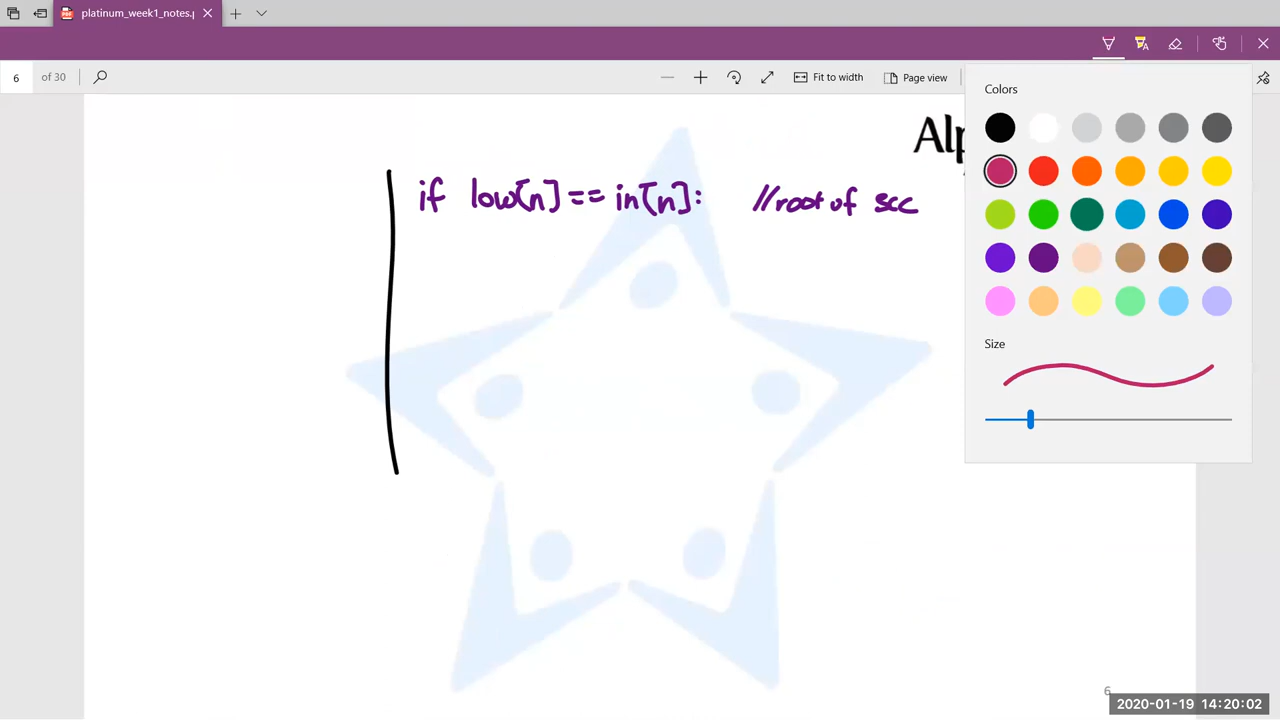 platinum_week1_notes.p
6 of 30 Fit to width Page view
Colors
if low[n] == in[n]: //root of scc
Size
6
2020-01-19 14:20:02